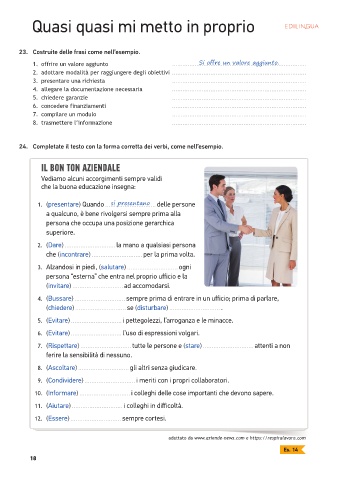 Quasi quasi mi metto in proprio
EDILINGUA
23. Costruite delle frasi come nell'esempio.
1. offrire un valore aggiunto Si offre un valore aggiunto
2. adottare modalità per raggiungere degli obiettivi
3. presentare una richiesta
4. allegare la documentazione necessaria
5. chiedere garanzie
6. concedere finanziamenti
7. compilare un modulo
8. trasmettere l'informazione
24. Completate il testo con la forma corretta dei verbi, come nell'esempio.
IL BON TON AZIENDALE
Vediamo alcuni accorgimenti sempre validi
che la buona educazione insegna:
1. (presentare) Quando si presentano delle persone
a qualcuno, è bene rivolgersi sempre prima alla
persona che occupa una posizione gerarchica
superiore.
2. (Dare) la mano a qualsiasi persona
che (incontrare) per la prima volta.
3. Alzandosi in piedi, (salutare) ogni
persona "esterna" che entra nel proprio ufficio e la
(invitare) ad accomodarsi.
4. (Bussare) sempre prima di entrare in un ufficio; prima di parlare,
(chiedere) se (disturbare) .
5. (Evitare) i pettegolezzi, l'arroganza e le minacce.
6. (Evitare) l'uso di espressioni volgari.
7. (Rispettare) tutte le persone e (stare) attenti a non
ferire la sensibilità di nessuno.
8. (Ascoltare) gli altri senza giudicare.
9. (Condividere) i meriti con i propri collaboratori.
10. (Informare) i colleghi delle cose importanti che devono sapere.
11. (Aiutare) i colleghi in difficoltà.
12. (Essere) sempre cortesi.
adattato da www.aziende-news.com e https://respiralavoro.com
Es. 14
18